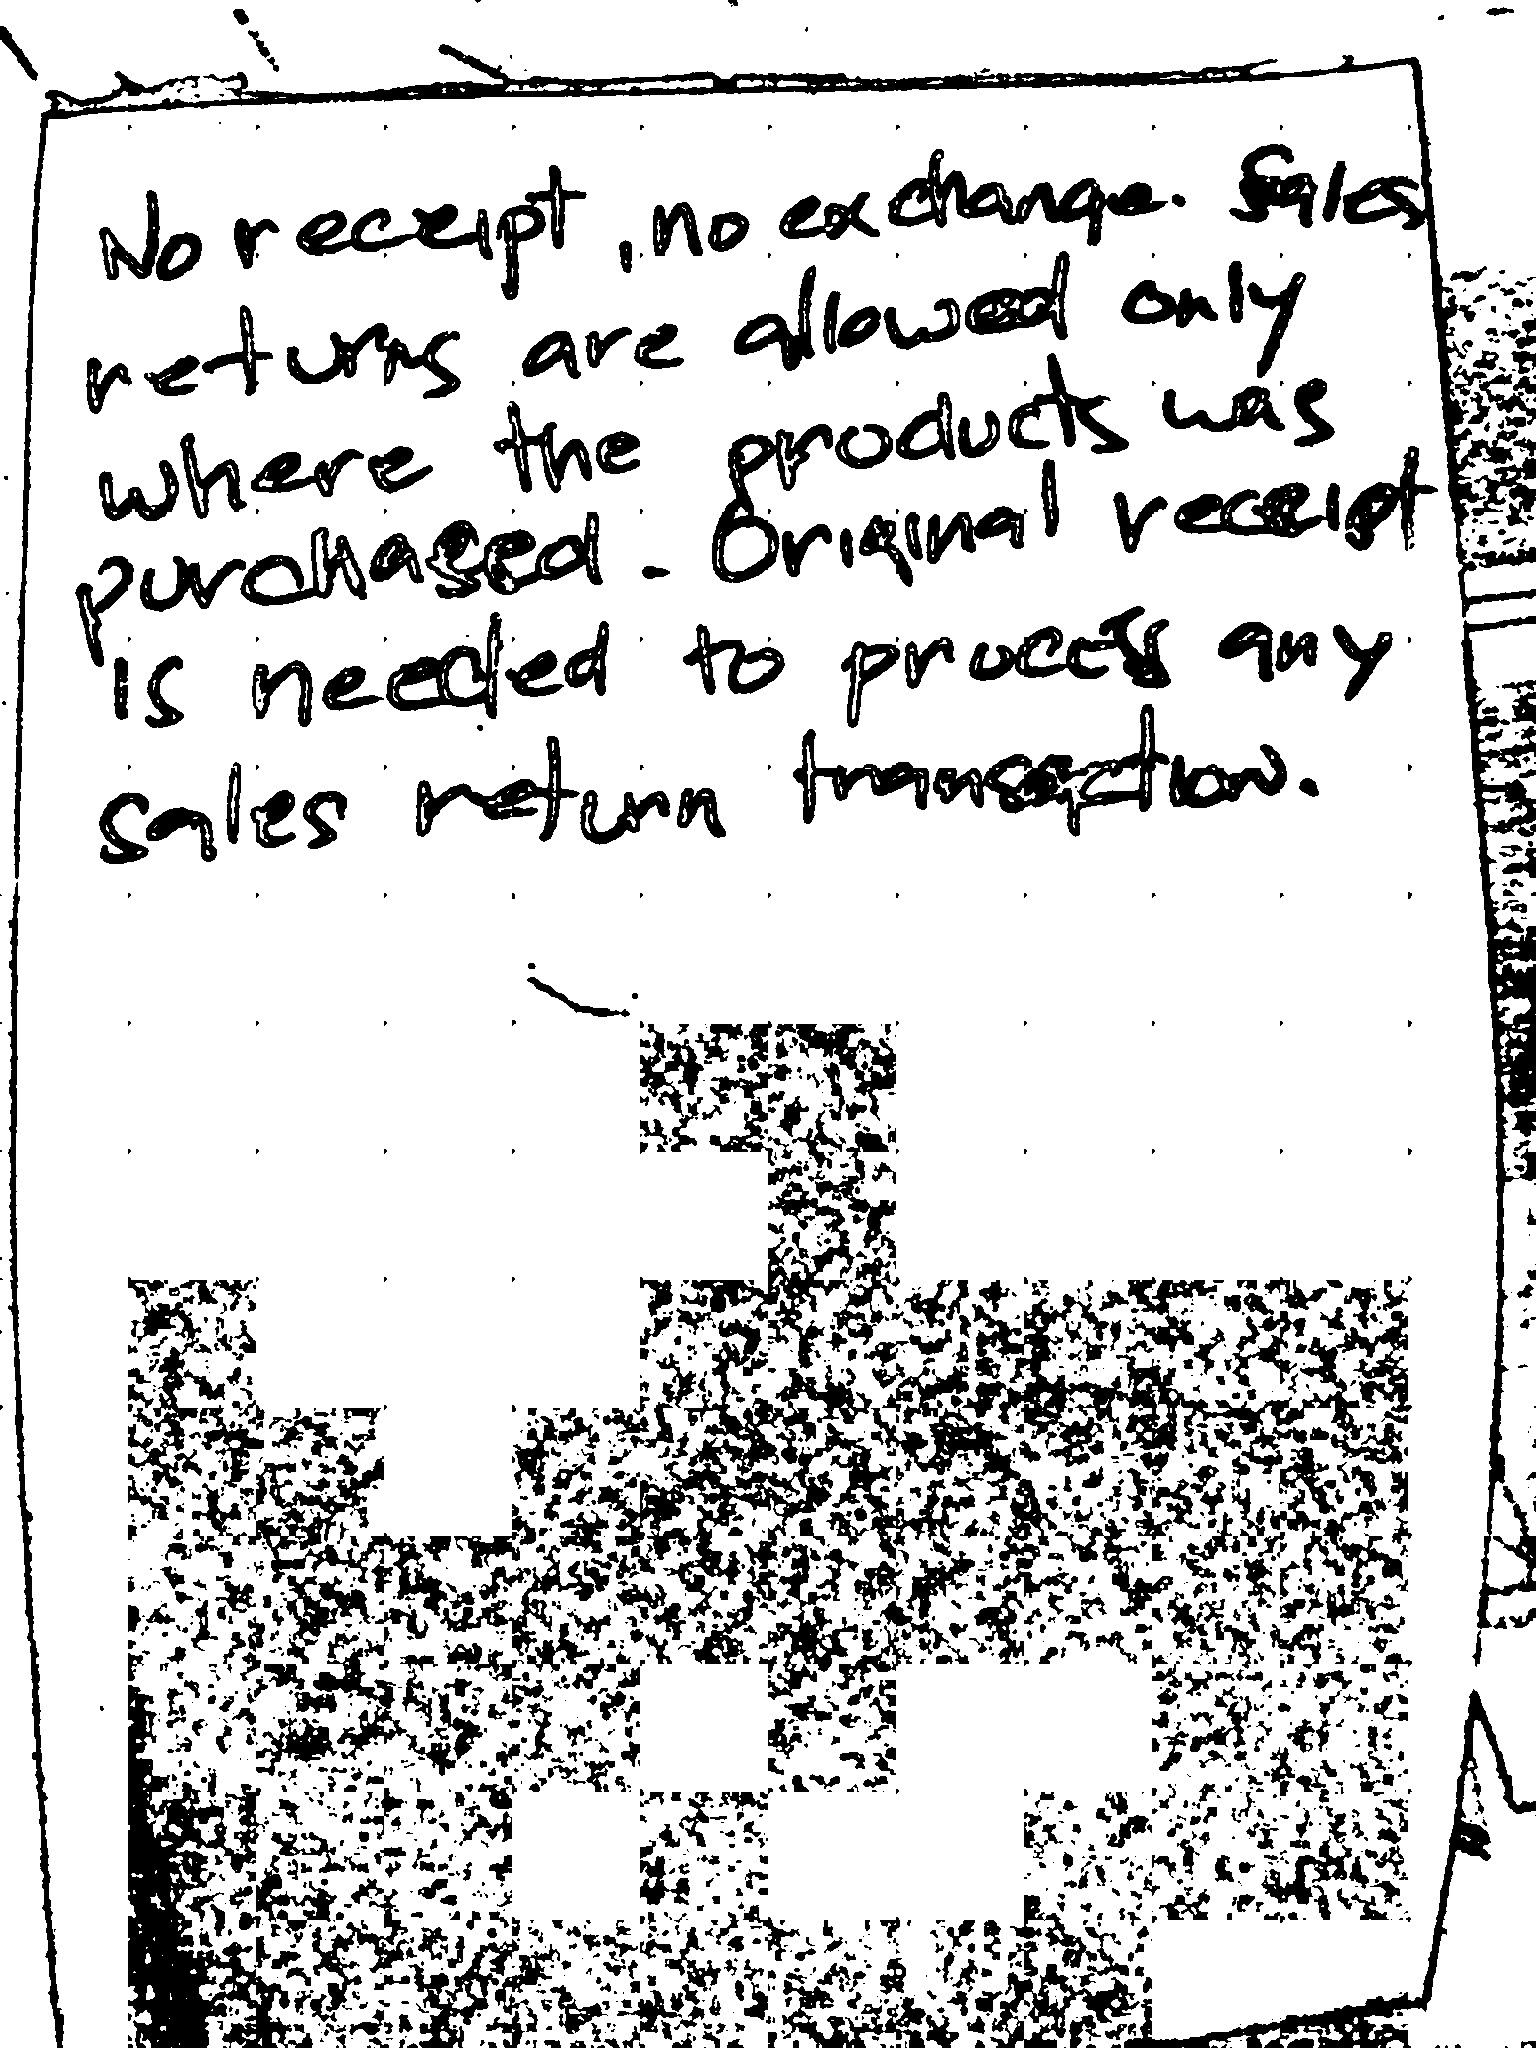 No receipt, no exchange. Sales
returns are allowed only
where the products was
purchased. Original receipt
is needed to process any
sales return transaction.